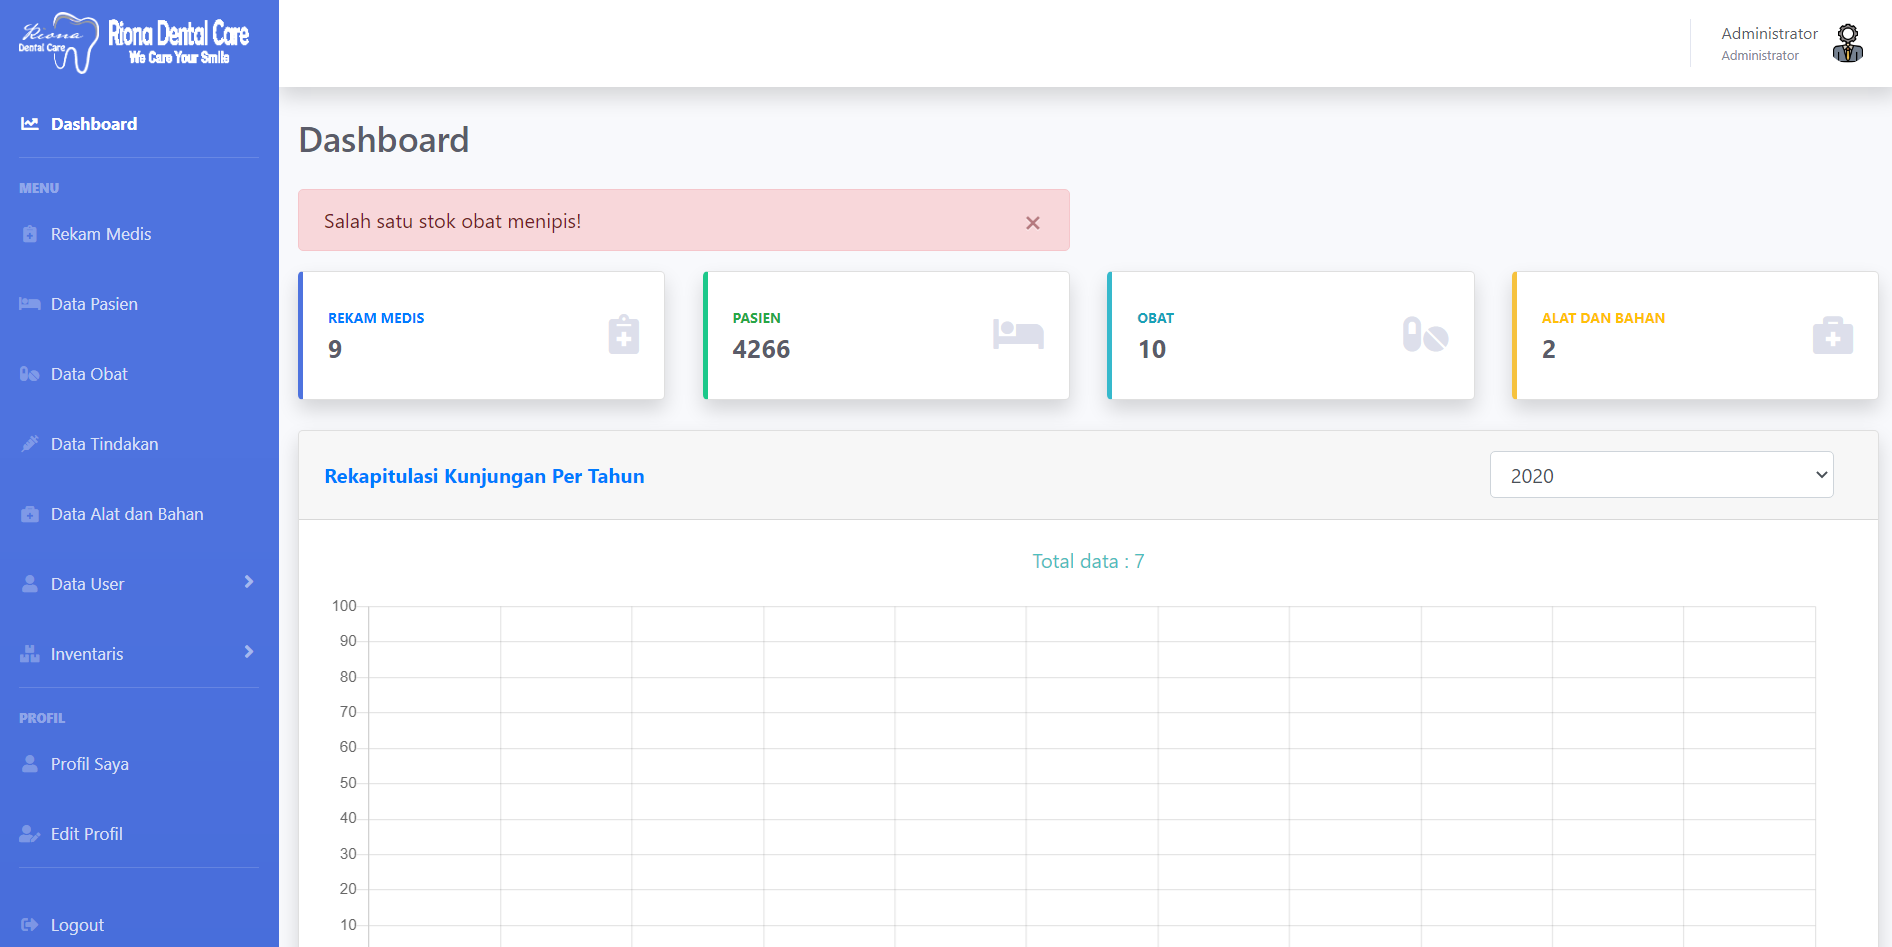 Riona
Dental Care
Riona Dental Care
We Care Your Smile
Administrator
Administrator
Dashboard
MENU
Rekam Medis
Data Pasien
Data Obat
Data Tindakan
Data Alat dan Bahan
Data User
Inventaris
PROFIL
Profil Saya
Edit Profil
Logout
Dashboard
Salah satu stok obat menipis!
×
REKAM MEDIS
9
PASIEN
4266
OBAT
10
ALAT DAN BAHAN
2
Rekapitulasi Kunjungan Per Tahun
2020
Total data : 7
100
90
80
70
60
50
40
30
20
10